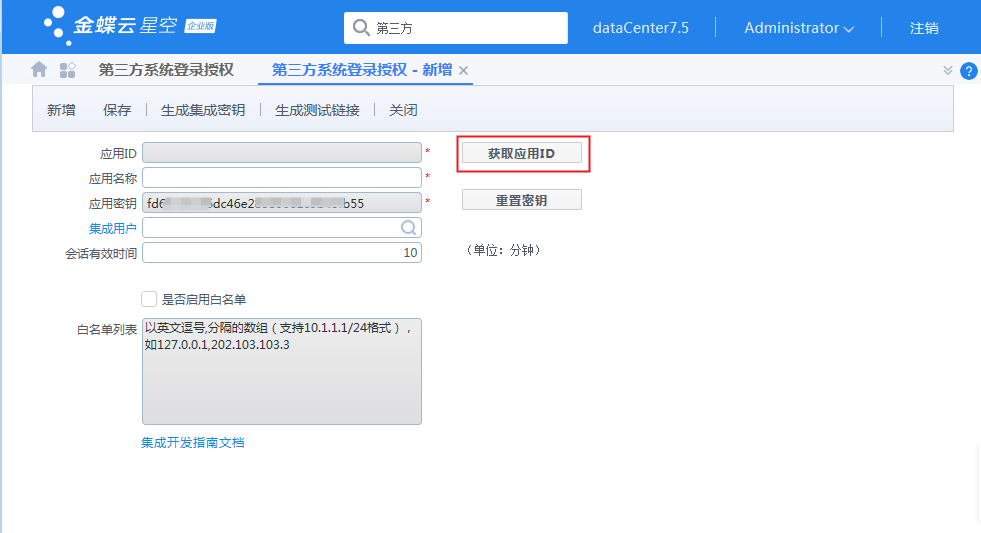 金蝶云 星空 企业版 第三方 dataCenter7.5 Administrator 注销
第三方系统登录授权 第三方系统登录授权 - 新增 ?
新增 保存 生成集成密钥 生成测试链接 关闭
应用ID * 获取应用ID
应用名称 *
应用密钥 * 重置密钥
集成用户
会话有效时间 10 （单位：分钟）
是否启用白名单
白名单列表 以英文逗号,分隔的数组（支持10.1.1.1/24格式），
如127.0.0.1,202.103.103.3
集成开发指南文档